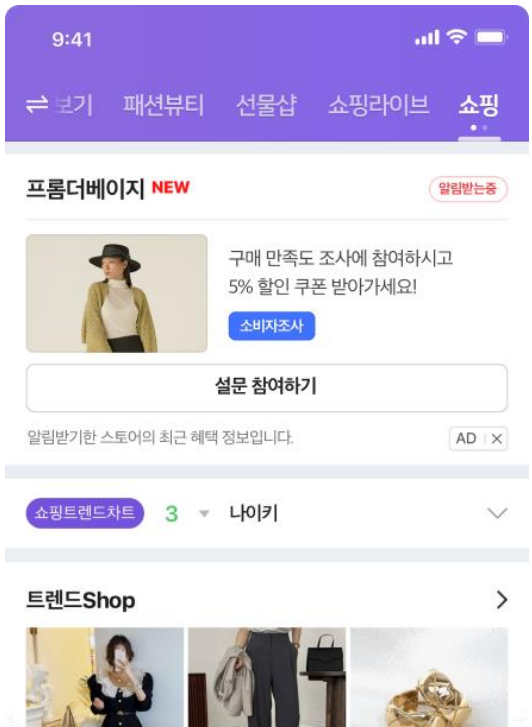 9:41
보기 패션뷰티 선물샵 쇼핑라이브 쇼핑
프롬더베이지 NEW 알림받는중
구매 만족도 조사에 참여하시고
5% 할인 쿠폰 받아가세요!
소비자조사
설문 참여하기
알림받기한 스토어의 최근 혜택 정보입니다.
AD
쇼핑트렌드차트 3 나이키
트렌드Shop